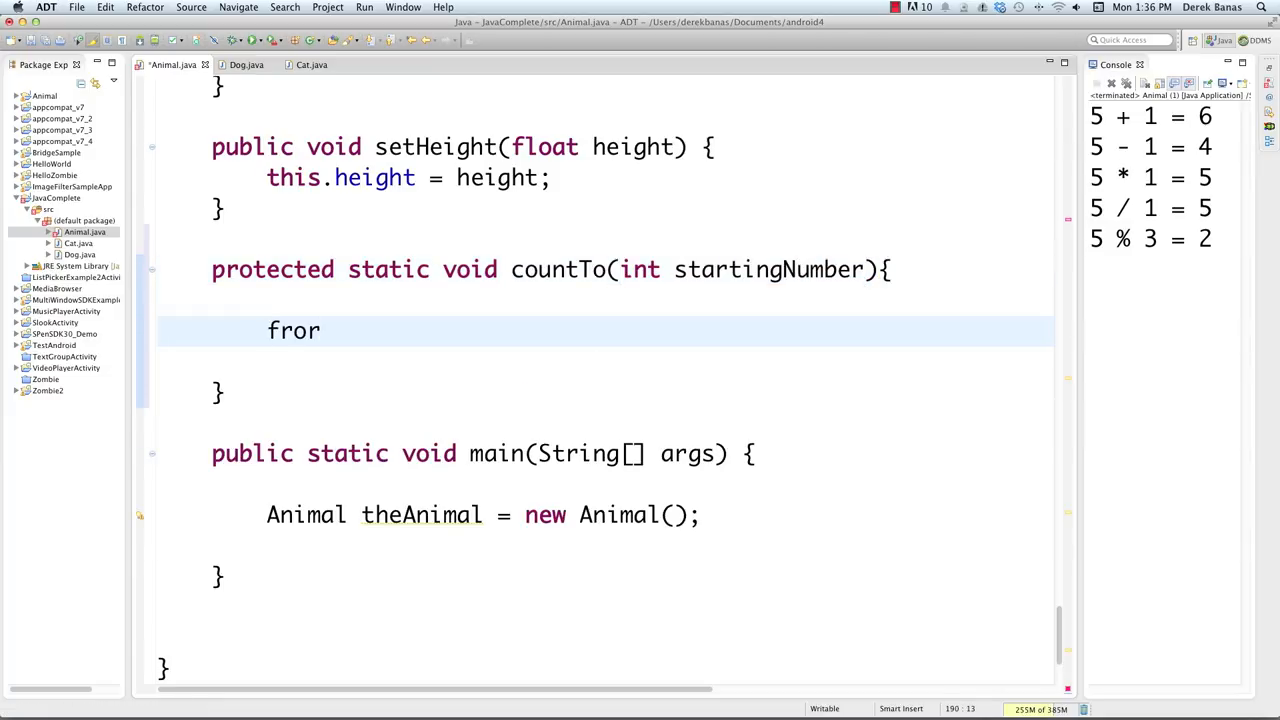 ADT File Edit Refactor Source Navigate Search Project Run Window Help 10 Mon 1:36 PM Derek Banas
Java - JavaComplete/src/Animal.java - ADT - /Users/derekbanas/Documents/android4
Quick Access Java DDMS
Package Exp
Animal
appcompat_v7
appcompat_v7_2
appcompat_v7_3
appcompat_v7_4
BridgeSample
HelloWorld
HelloZombie
ImageFilterSampleApp
JavaComplete
src
(default package)
Animal.java
Cat.java
Dog.java
JRE System Library [Ja
ListPickerExample2Activi
MediaBrowser
MultiWindowSDKExample
MusicPlayerActivity
SlookActivity
SPenSDK30_Demo
TestAndroid
TextGroupActivity
VideoPlayerActivity
Zombie
Zombie2
*Animal.java Dog.java Cat.java
}
public void setHeight(float height) {
this.height = height;
}
protected static void countTo(int startingNumber){
fror
}
public static void main(String[] args) {
Animal theAnimal = new Animal();
}
}
Console
<terminated> Animal (1) [Java Application] /S
5 + 1 = 6
5 - 1 = 4
5 * 1 = 5
5 / 1 = 5
5 % 3 = 2
Writable Smart Insert 190 : 13 255M of 385M